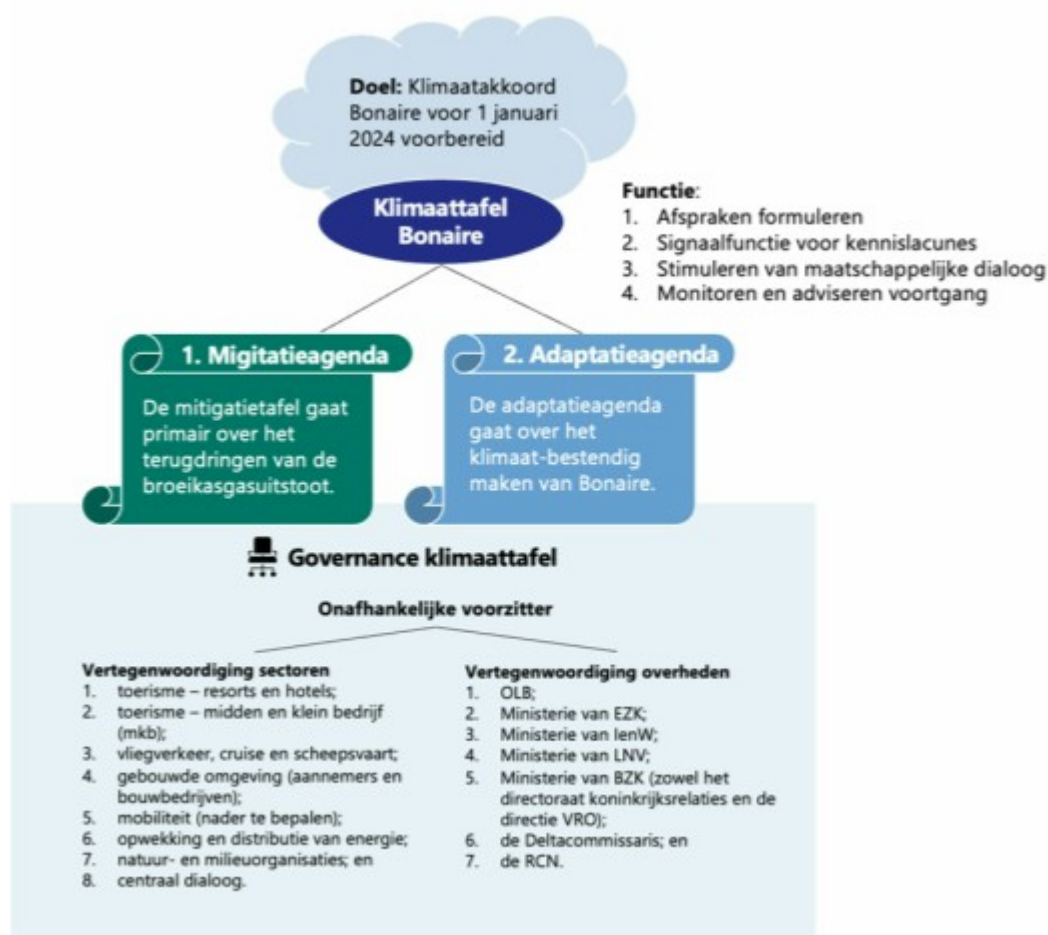 Doel: Klimaatakkoord
Bonaire voor 1 januari
2024 voorbereid
Klimaattafel
Bonaire
Functie:
1. Afspraken formuleren
2. Signaalfunctie voor kennislacunes
3. Stimuleren van maatschappelijke dialoog
4. Monitoren en adviseren voortgang
1. Migitatieagenda
De mitigatietafel gaat
primair over het
terugdringen van de
broeikasgasuitstoot.
2. Adaptatieagenda
De adaptatieagenda
gaat over het
klimaat-bestendig
maken van Bonaire.
Governance klimaattafel
Onafhankelijke voorzitter
Vertegenwoordiging sectoren
1. toerisme – resorts en hotels;
2. toerisme – midden en klein bedrijf
(mkb);
3. vliegverkeer, cruise en scheepsvaart;
4. gebouwde omgeving (aannemers en
bouwbedrijven);
5. mobiliteit (nader te bepalen);
6. opwekking en distributie van energie;
7. natuur- en milieuorganisaties; en
8. centraal dialoog.
Vertegenwoordiging overheden
1. OLB;
2. Ministerie van EZK;
3. Ministerie van IenW;
4. Ministerie van LNV;
5. Ministerie van BZK (zowel het
directoraat koninkrijksrelaties en de
directie VRO);
6. de Deltacommissaris; en
7. de RCN.